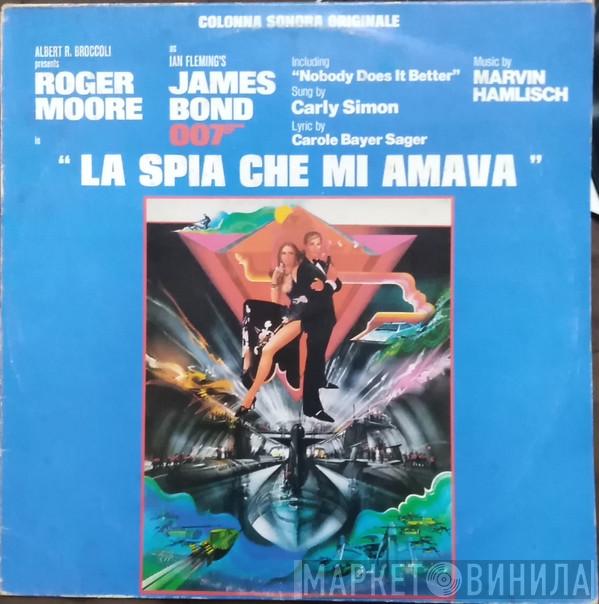 COLONNA SONORA ORIGINALE
ALBERT R. BROCCOLI
presents
ROGER
MOORE
as
IAN FLEMING'S
JAMES
BOND
007
Including
"Nobody Does It Better"
Sung by
Carly Simon
Lyric by
Carole Bayer Sager
Music by
MARVIN
HAMLISCH
in
"LA SPIA CHE MI AMAVA"
МАРКЕТ ВИНИЛА